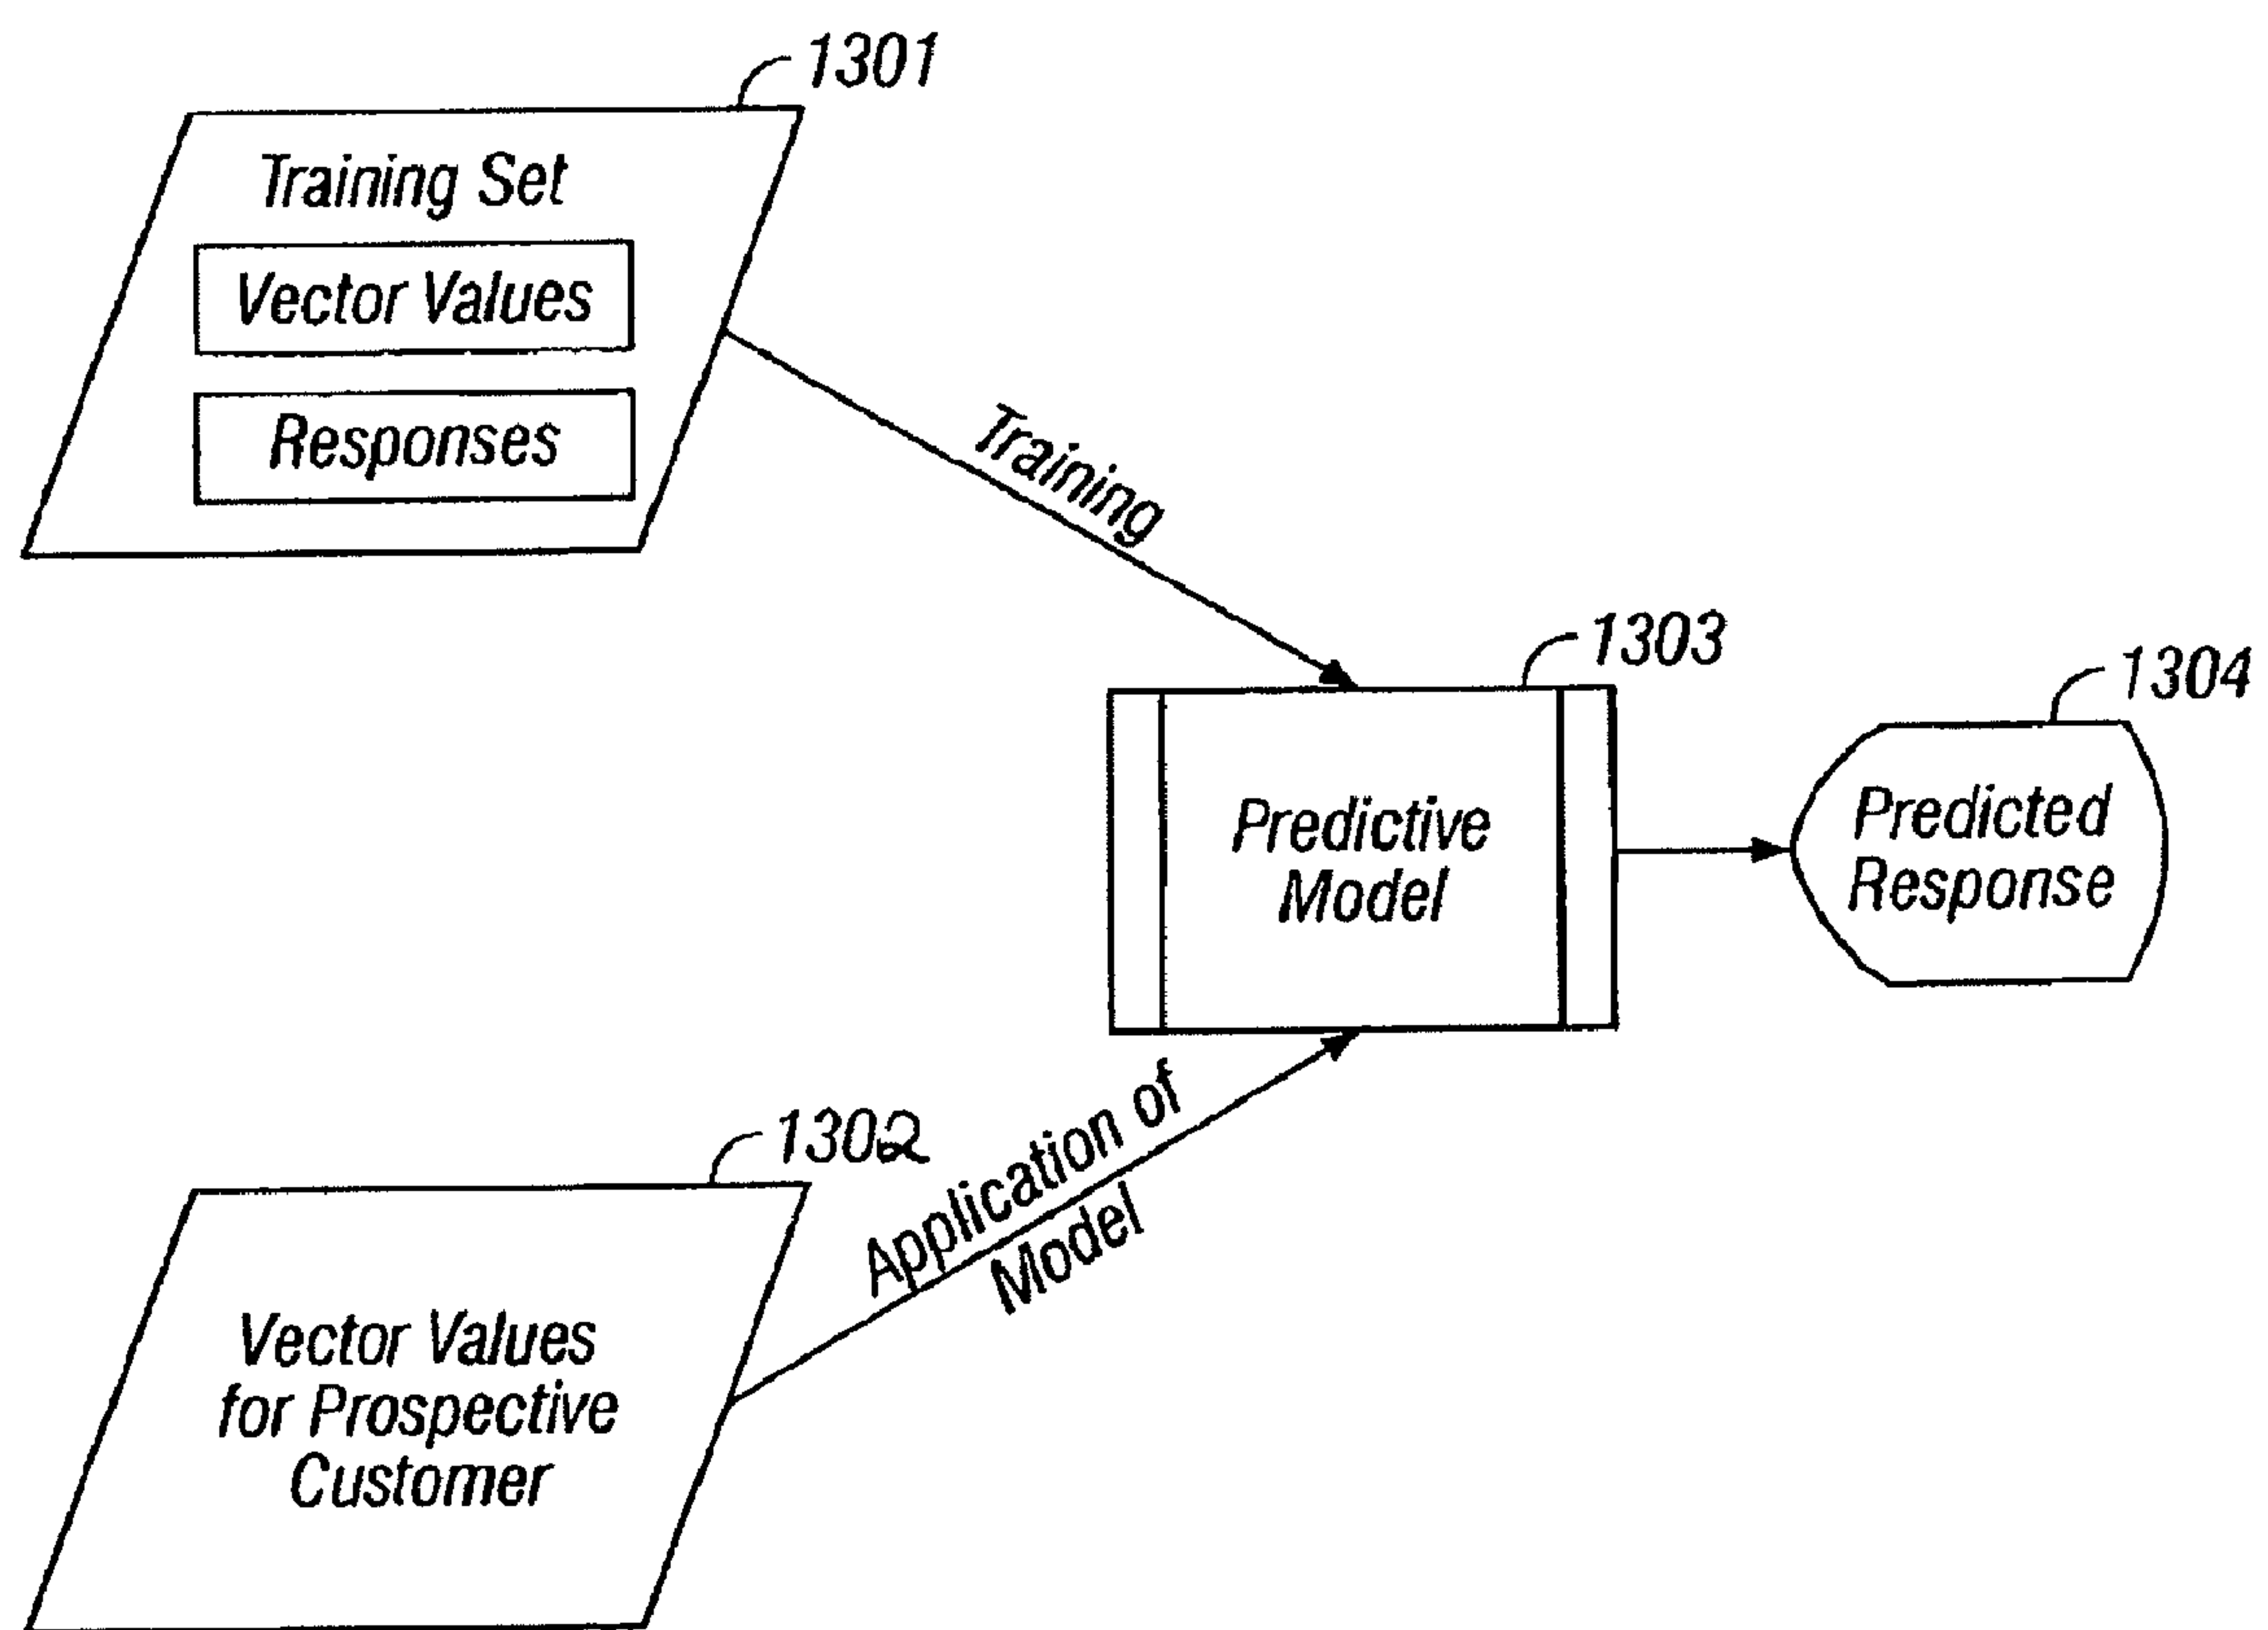 1301
Training Set
Vector Values
Responses
Training
1303
1304
Predictive
Model
Predicted
Response
1302
Application of
Model
Vector Values
for Prospective
Customer